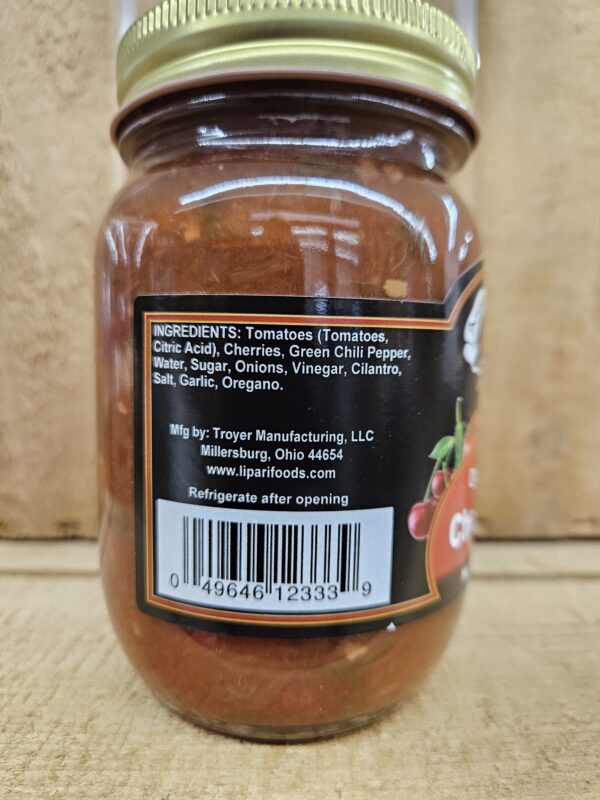 INGREDIENTS: Tomatoes (Tomatoes,
Citric Acid), Cherries, Green Chili Pepper,
Water, Sugar, Onions, Vinegar, Cilantro,
Salt, Garlic, Oregano.
Mfg by: Troyer Manufacturing, LLC
Millersburg, Ohio 44654
www.liparifoods.com
Refrigerate after opening
0 49646 12333 9